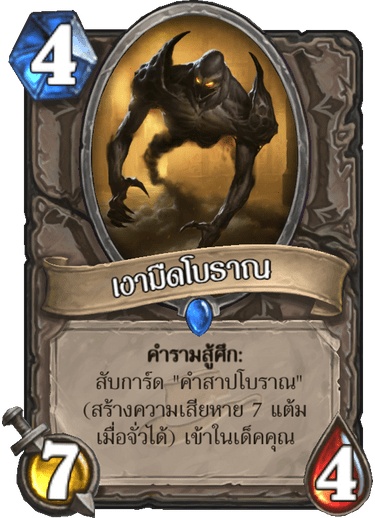 4
เงามืดโบราณ
คำรามสู้ศึก:
สับการ์ด "คำสาปโบราณ"
(สร้างความเสียหาย 7 แต้ม
เมื่อจั่วได้) เข้าในเด็คคุณ
7
4